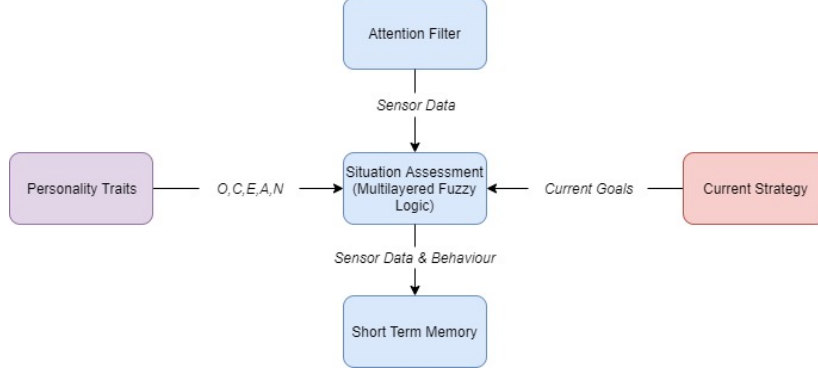 Attention Filter
Sensor Data
Personality Traits
O,C,E,A,N
Situation Assessment
(Multilayered Fuzzy
Logic)
Current Goals
Current Strategy
Sensor Data & Behaviour
Short Term Memory